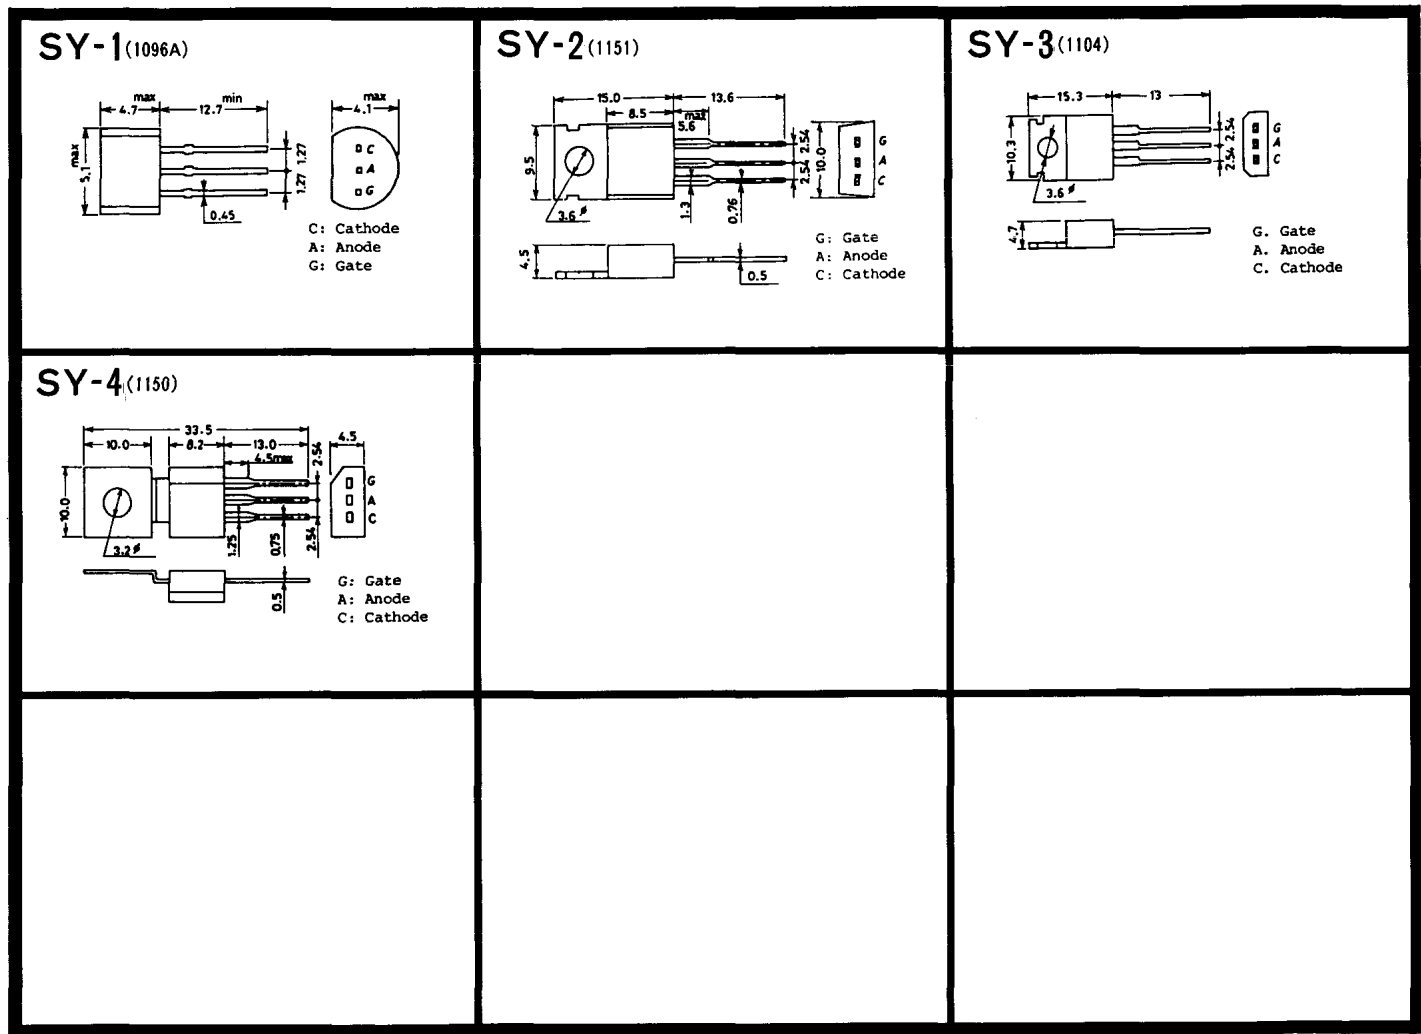 SY-1(1096A)
max
4.7
min
12.7
max
4.1
max
5.1
1.27
1.27
0.45
C
A
G
C: Cathode
A: Anode
G: Gate
SY-2(1151)
15.0
13.6
8.5
max
5.6
9.5
2.54
2.54
10.0
3.6 ø
1.3
0.76
G
A
C
4.5
0.5
G: Gate
A: Anode
C: Cathode
SY-3(1104)
15.3
13
10.3
2.54
2.54
G
A
C
3.6 ø
4.7
G. Gate
A. Anode
C. Cathode
SY-4(1150)
33.5
10.0
8.2
13.0
4.5max
2.54
4.5
10.0
G
A
C
3.2 ø
1.25
0.75
2.54
0.5
G: Gate
A: Anode
C: Cathode